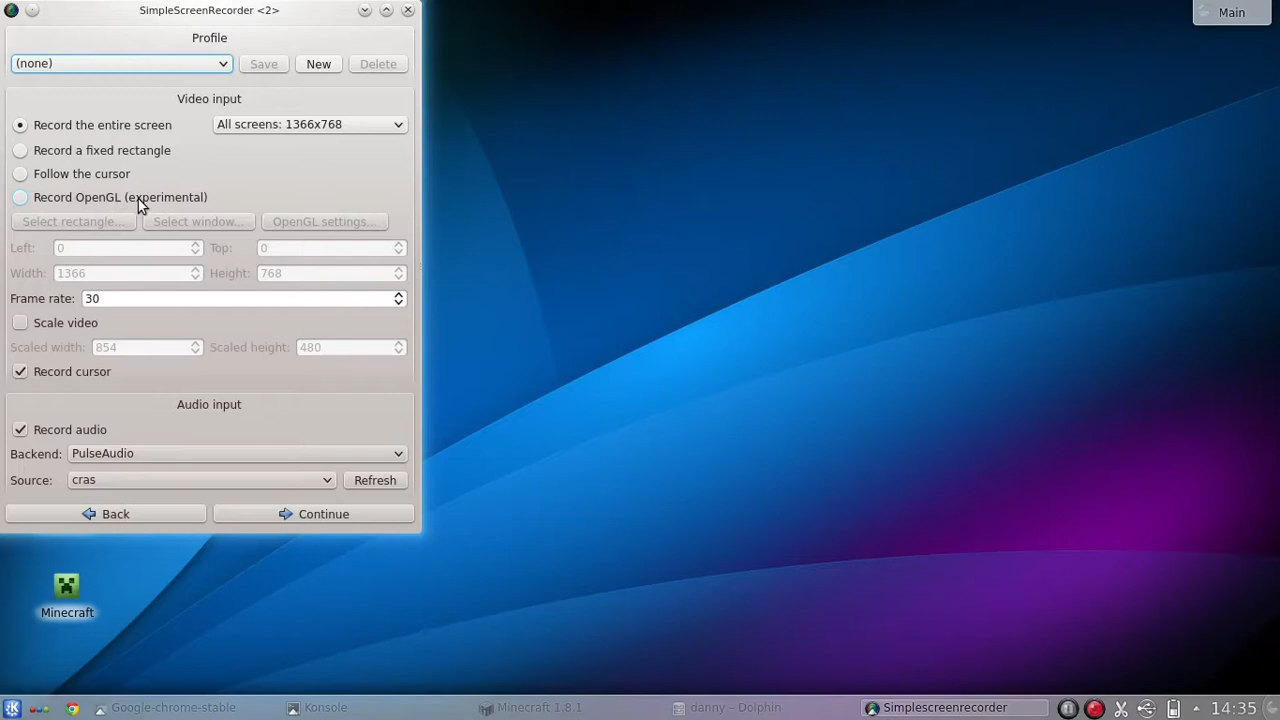 SimpleScreenRecorder <2>
Main
Profile
(none)
Save
New
Delete
Video input
Record the entire screen
All screens: 1366x768
Record a fixed rectangle
Follow the cursor
Record OpenGL (experimental)
Select rectangle...
Select window...
OpenGL settings...
Left:
0
Top:
0
Width:
1366
Height:
768
Frame rate:
30
Scale video
Scaled width:
854
Scaled height:
480
Record cursor
Audio input
Record audio
Backend:
PulseAudio
Source:
cras
Refresh
Back
Continue
Minecraft
Google-chrome-stable
Konsole
Minecraft 1.8.1
danny – Dolphin
Simplescreenrecorder
14:35